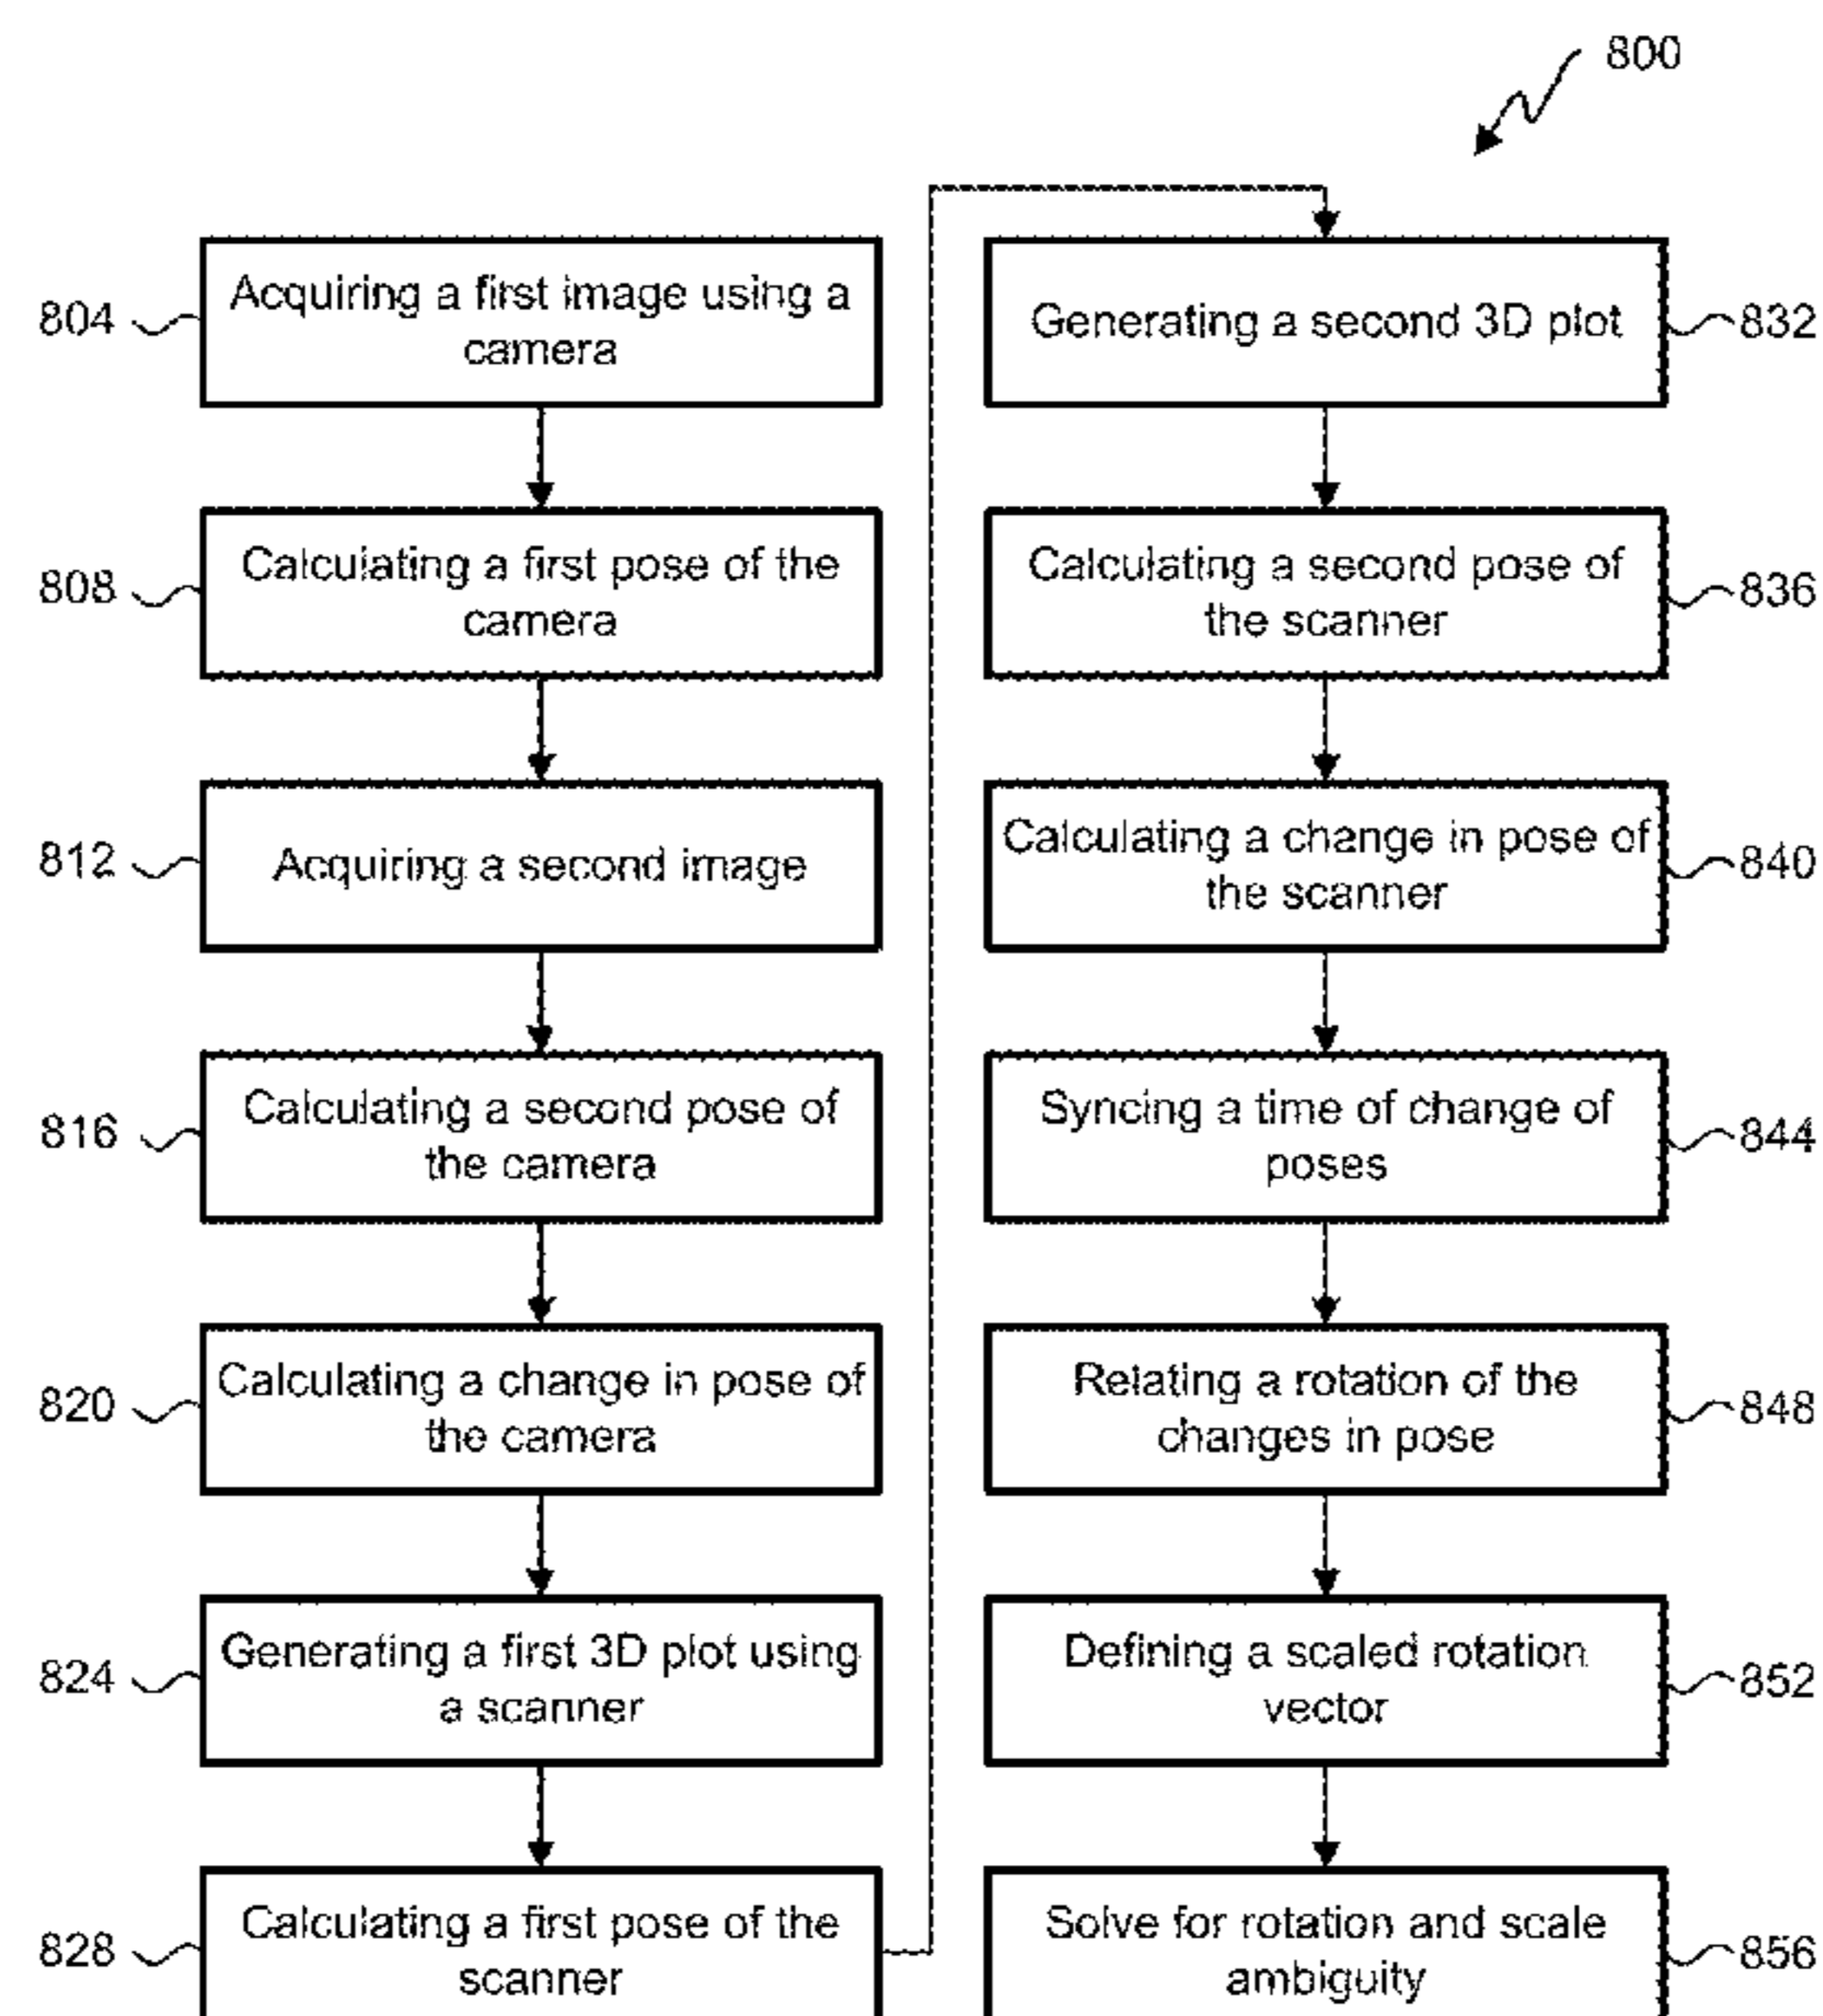 800
804
Acquiring a first image using a
camera
808
Calculating a first pose of the
camera
812
Acquiring a second image
816
Calculating a second pose of
the camera
820
Calculating a change in pose of
the camera
824
Generating a first 3D plot using
a scanner
828
Calculating a first pose of the
scanner
Generating a second 3D plot
832
Calculating a second pose of
the scanner
836
Calculating a change in pose of
the scanner
840
Syncing a time of change of
poses
844
Relating a rotation of the
changes in pose
848
Defining a scaled rotation
vector
852
Solve for rotation and scale
ambiguity
856